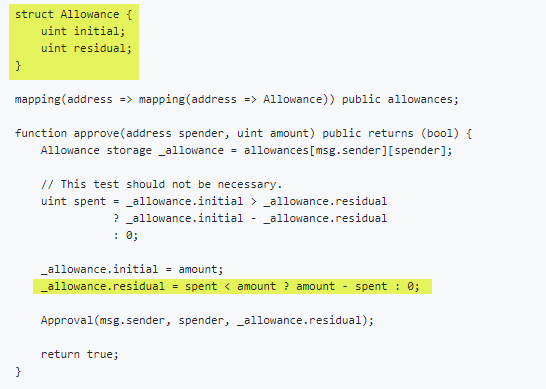 struct Allowance {
    uint initial;
    uint residual;
}
mapping(address => mapping(address => Allowance)) public allowances;
function approve(address spender, uint amount) public returns (bool) {
    Allowance storage _allowance = allowances[msg.sender][spender];
    // This test should not be necessary.
    uint spent = _allowance.initial > _allowance.residual
               ? _allowance.initial - _allowance.residual
               : 0;
    _allowance.initial = amount;
    _allowance.residual = spent < amount ? amount - spent : 0;
    Approval(msg.sender, spender, _allowance.residual);
    return true;
}